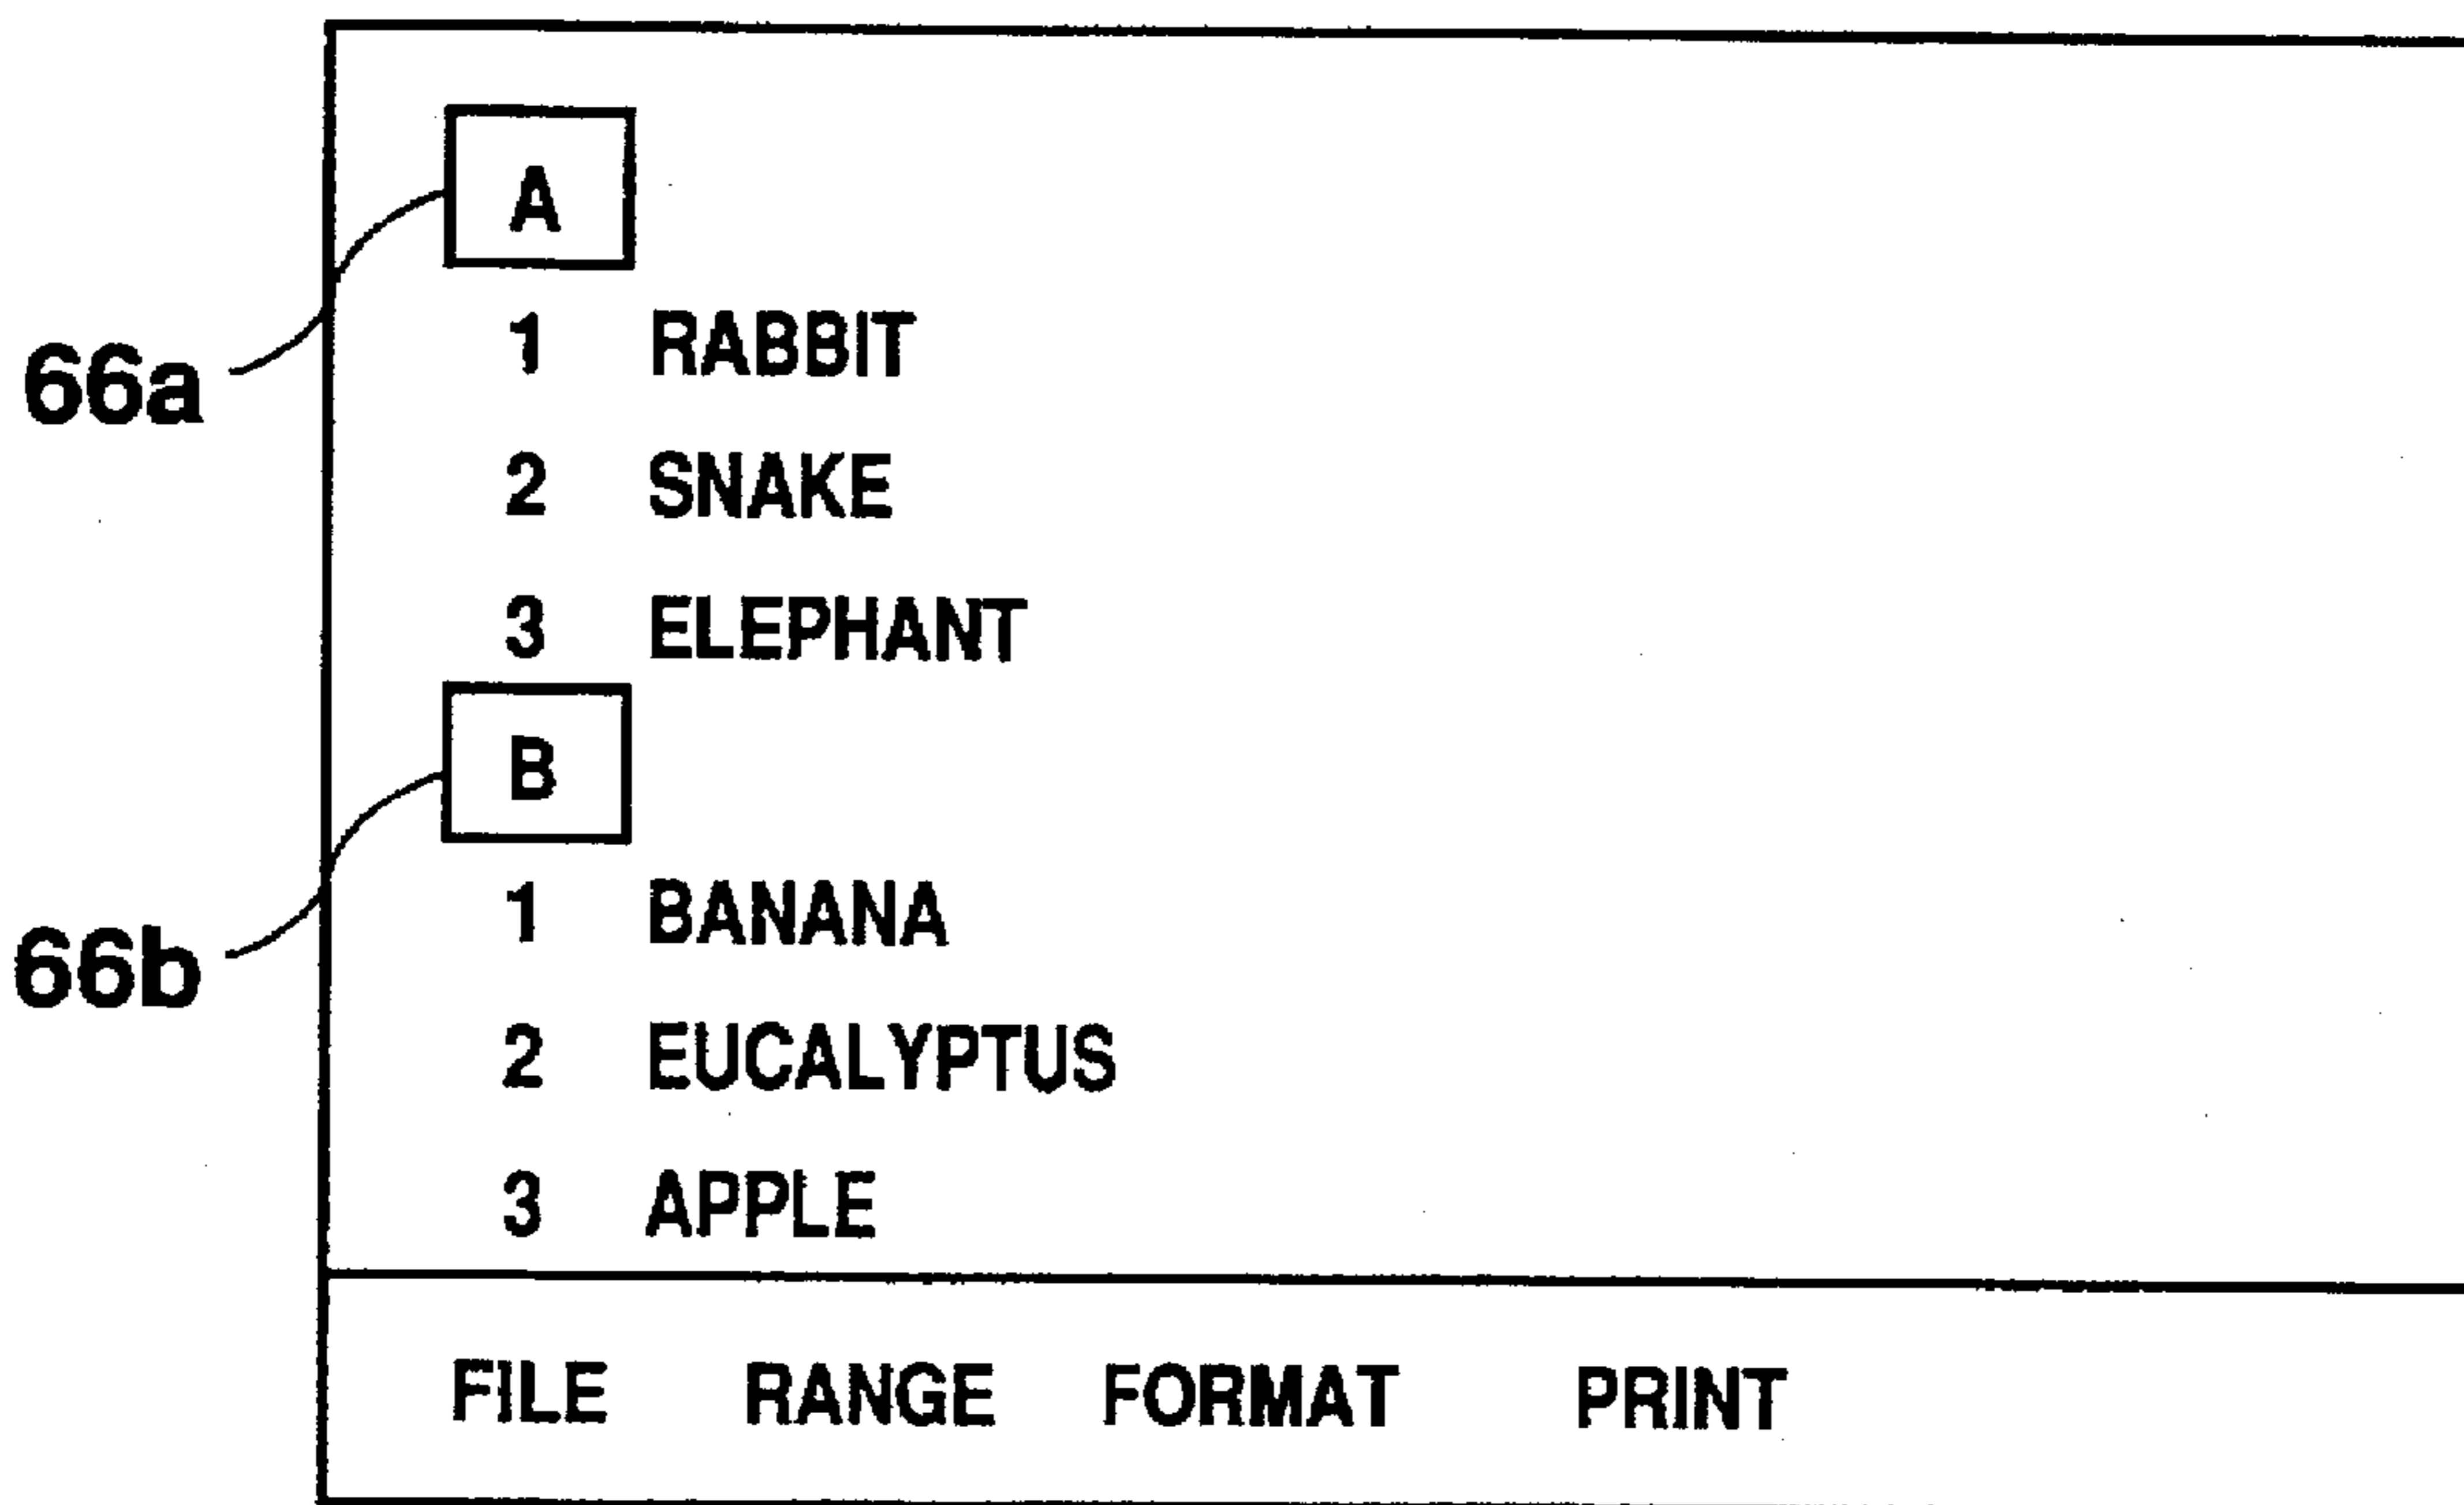 A
1 RABBIT
66a
2 SNAKE
3 ELEPHANT
B
1 BANANA
66b
2 EUCALYPTUS
3 APPLE
FILE RANGE FORMAT PRINT